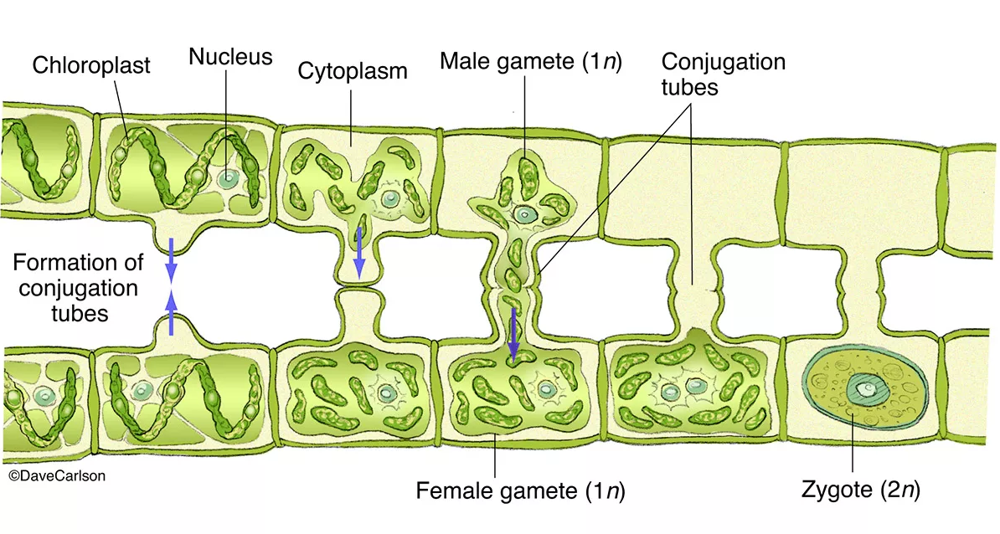 Chloroplast
Nucleus
Cytoplasm
Male gamete (1n)
Conjugation
tubes
Formation of
conjugation
tubes
©DaveCarlson
Female gamete (1n)
Zygote (2n)